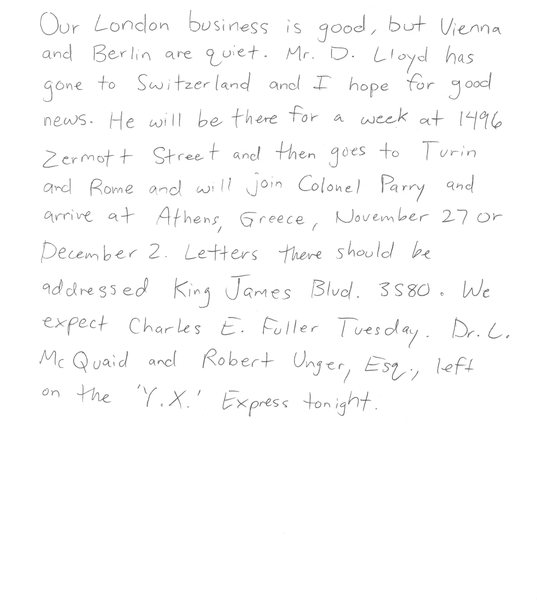 Our London business is good, but Vienna
and Berlin are quiet. Mr. D. Lloyd has
gone to Switzerland and I hope for good
news. He will be there for a week at 1496
Zermott Street and then goes to Turin
and Rome and will join Colonel Parry and
arrive at Athens, Greece, November 27 or
December 2. Letters there should be
addressed King James Blvd. 3580. We
expect Charles E. Fuller Tuesday. Dr. L.
McQuaid and Robert Unger, Esq., left
on the 'Y.X.' Express tonight.